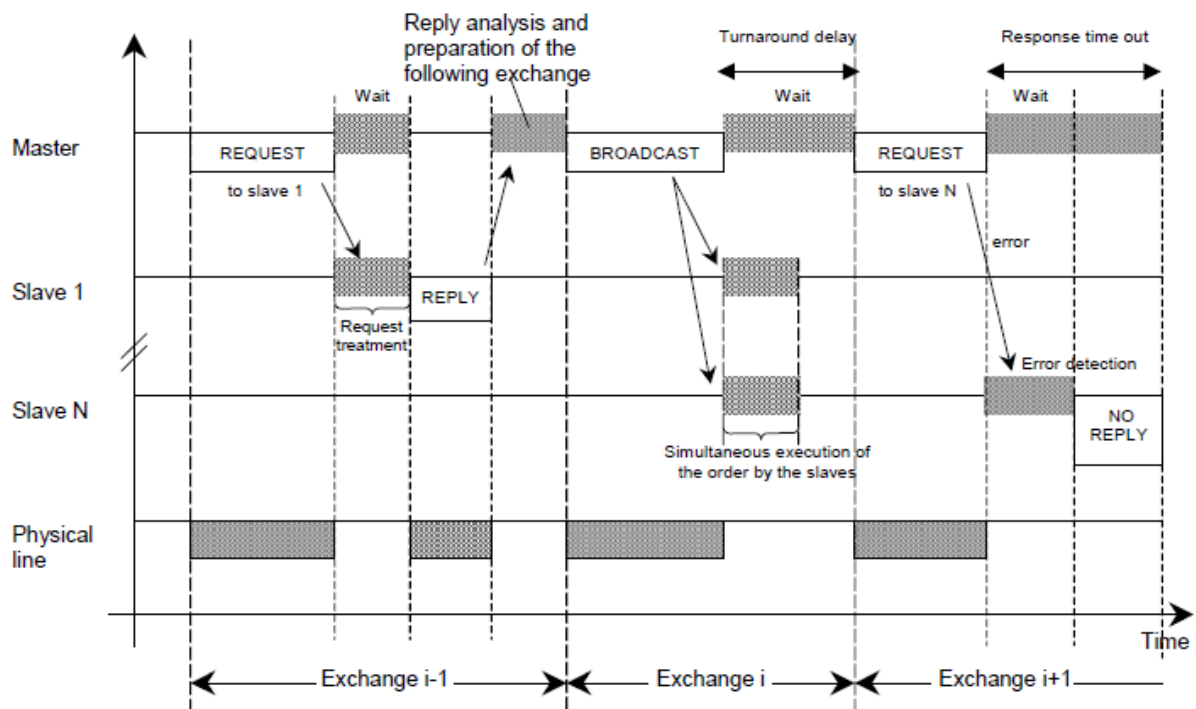 Reply analysis and
preparation of the
following exchange
Turnaround delay
Response time out
Wait
Wait
Wait
Master
REQUEST
BROADCAST
REQUEST
to slave 1
to slave N
error
Slave 1
REPLY
Request
treatment
Error detection
Slave N
NO
REPLY
Simultaneous execution of
the order by the slaves
Physical
line
Time
Exchange i-1
Exchange i
Exchange i+1